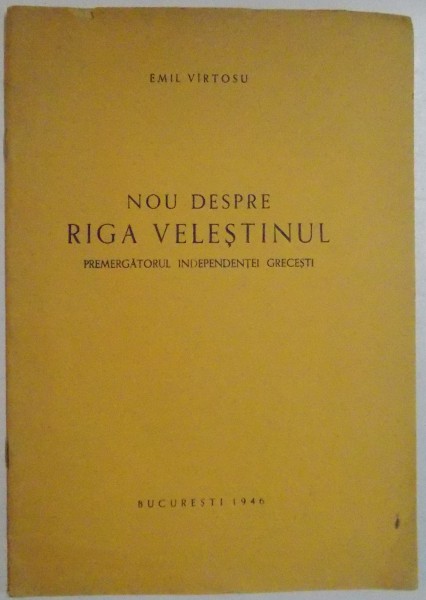 EMIL VÎRTOSU
NOU DESPRE
RIGA VELEȘTINUL
PREMERGĂTORUL INDEPENDENȚEI GRECEȘTI
BUCUREȘTI 1946